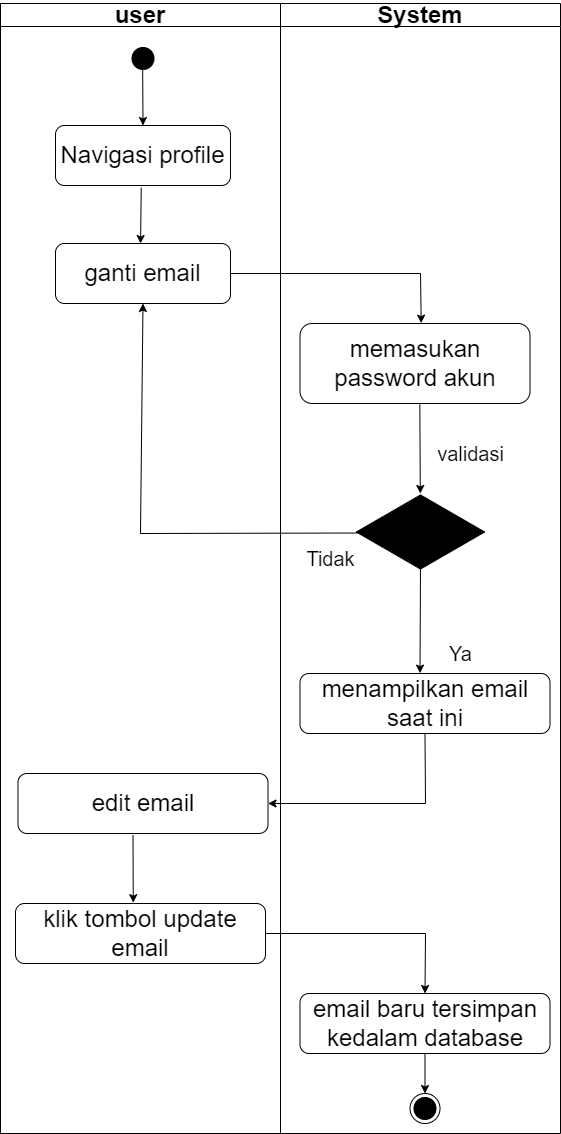 user
System
Navigasi profile
ganti email
memasukan
password akun
validasi
Tidak
Ya
menampilkan email
saat ini
edit email
klik tombol update
email
email baru tersimpan
kedalam database